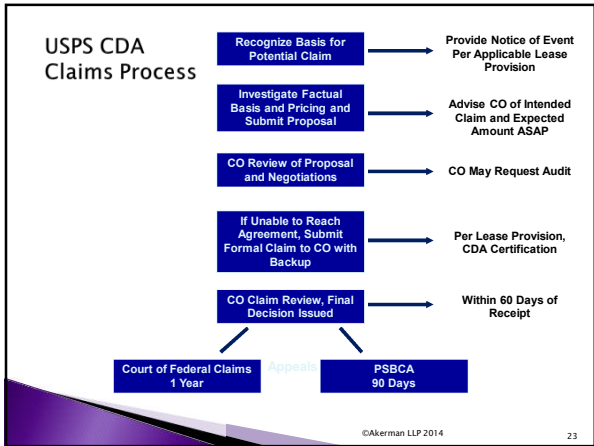 USPS CDA
Claims Process
Recognize Basis for
Potential Claim
Provide Notice of Event
Per Applicable Lease
Provision
Investigate Factual
Basis and Pricing and
Submit Proposal
Advise CO of Intended
Claim and Expected
Amount ASAP
CO Review of Proposal
and Negotiations
CO May Request Audit
If Unable to Reach
Agreement, Submit
Formal Claim to CO with
Backup
Per Lease Provision,
CDA Certification
CO Claim Review, Final
Decision Issued
Within 60 Days of
Receipt
Court of Federal Claims
1 Year
Appeals
PSBCA
90 Days
©Akerman LLP 2014
23